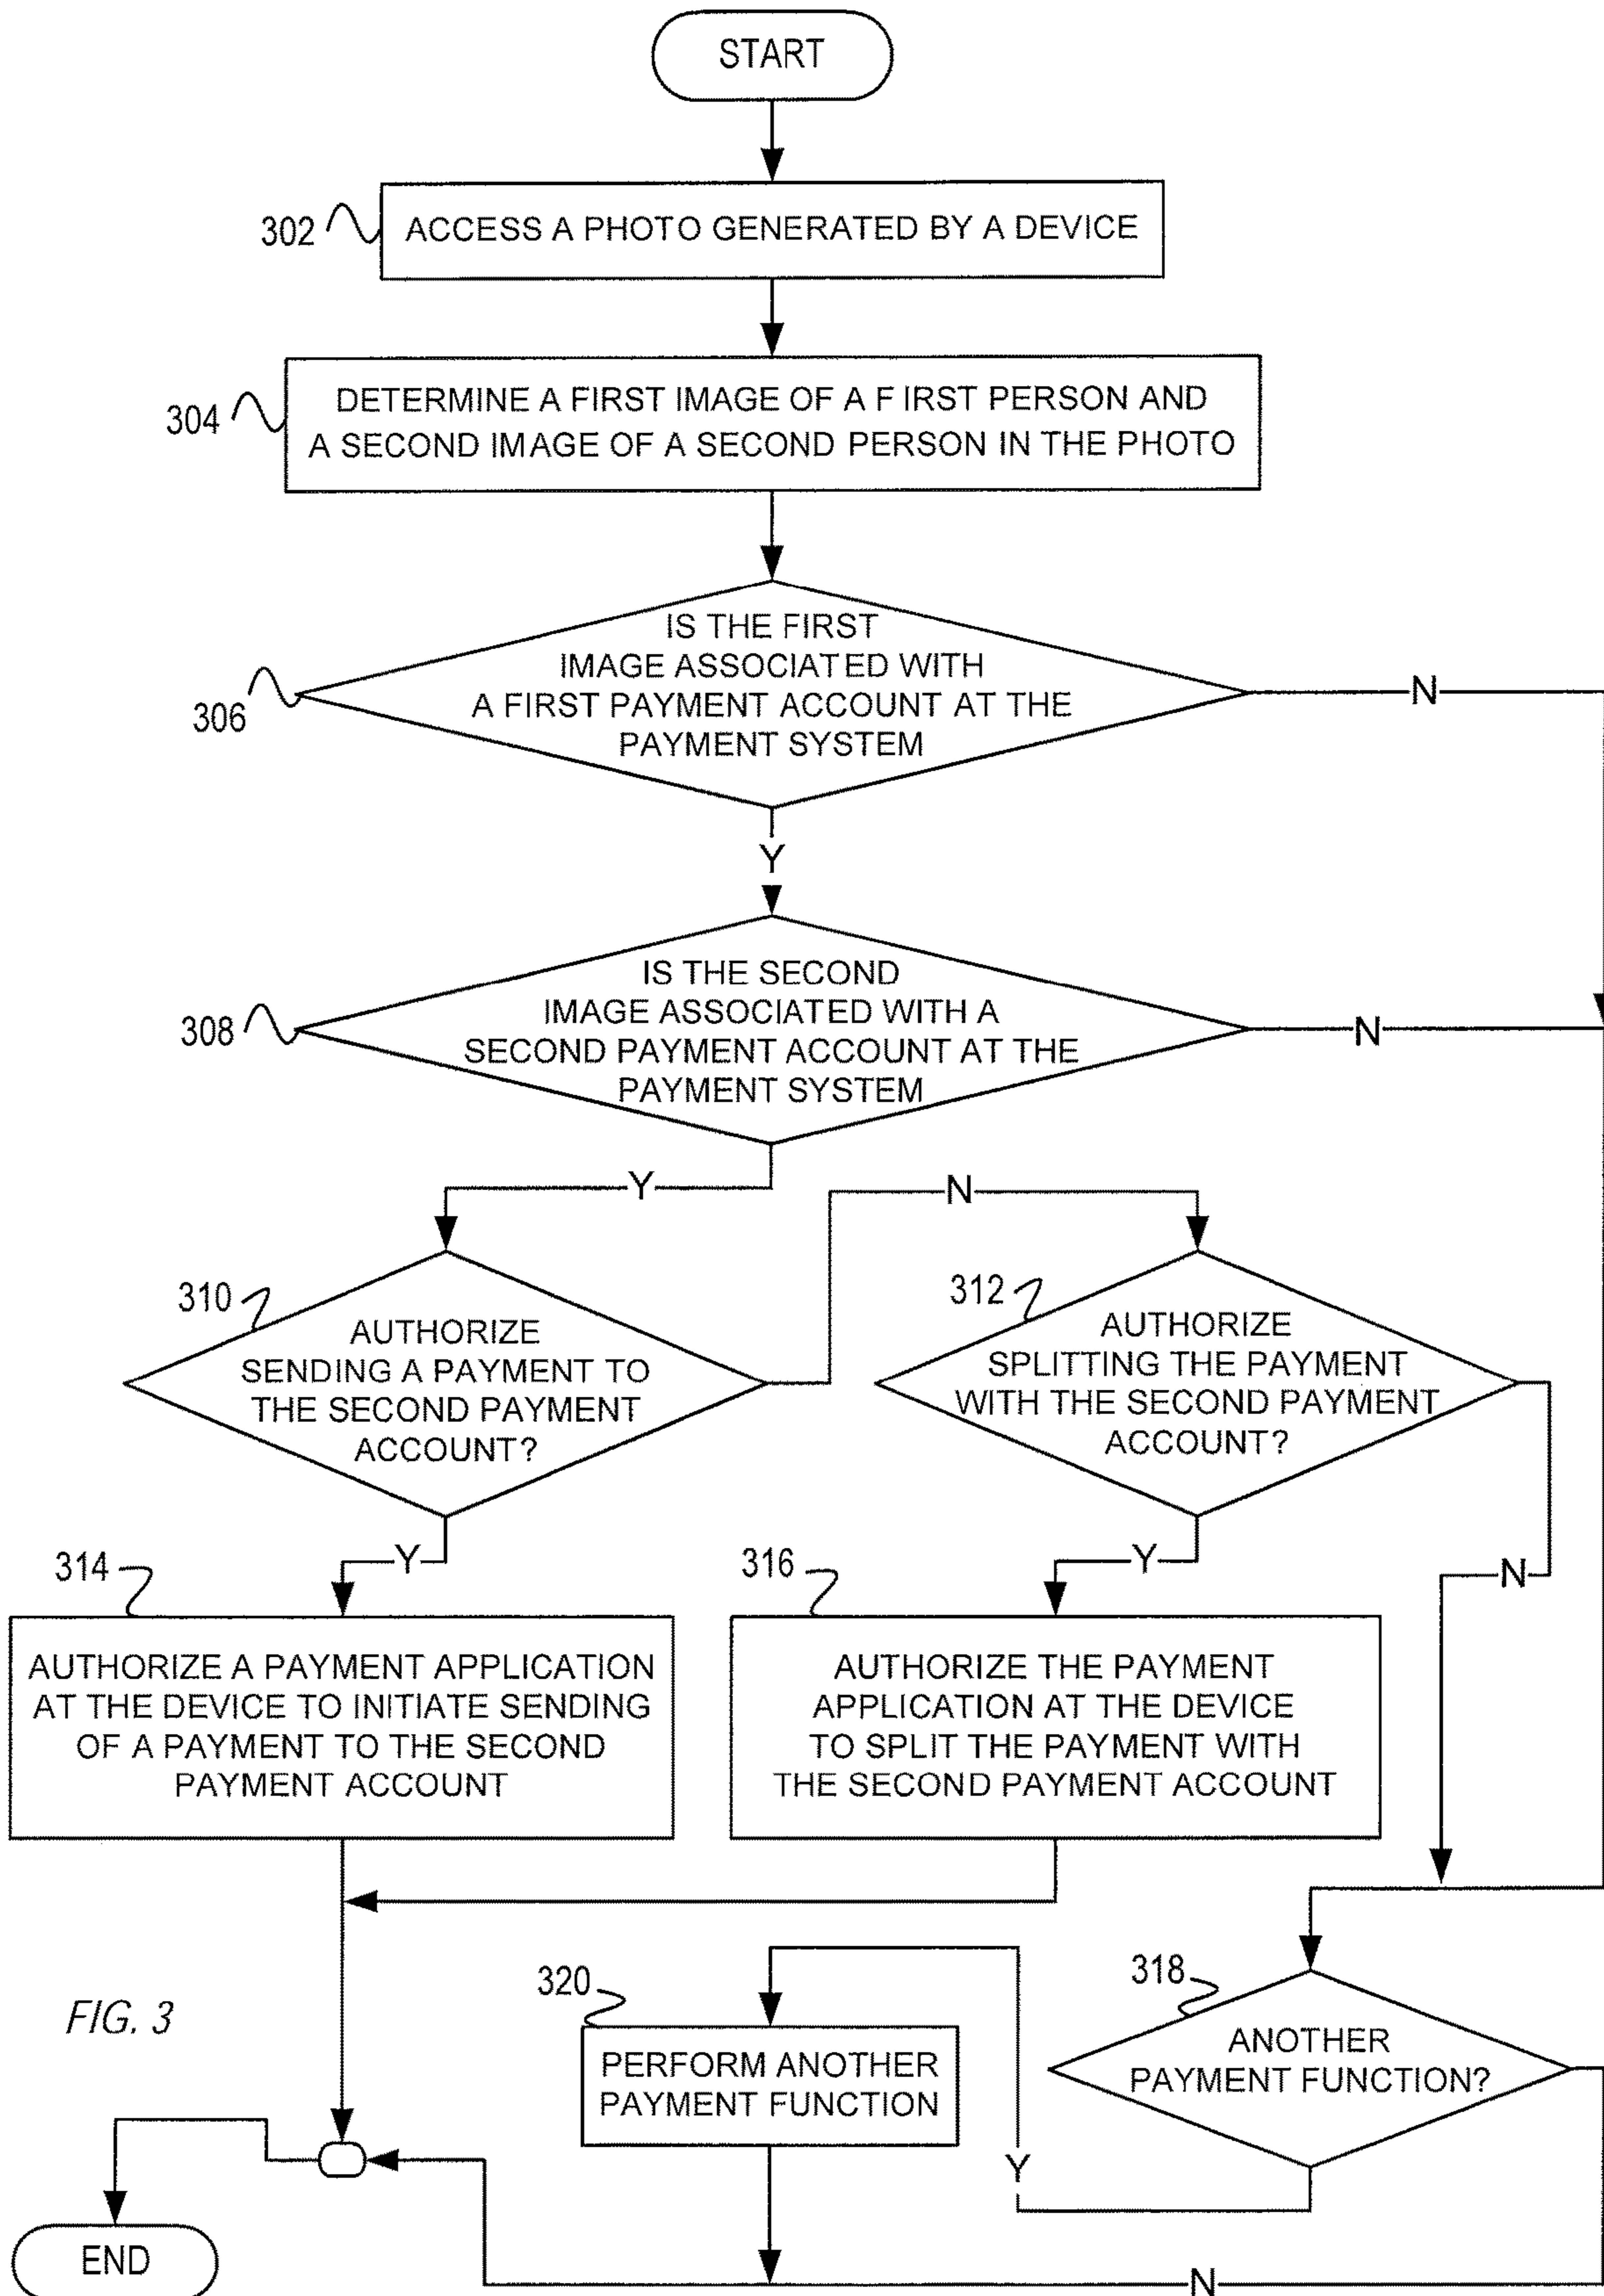 START
302
ACCESS A PHOTO GENERATED BY A DEVICE
304
DETERMINE A FIRST IMAGE OF A F IRST PERSON AND
A SECOND IMAGE OF A SECOND PERSON IN THE PHOTO
306
IS THE FIRST
IMAGE ASSOCIATED WITH
A FIRST PAYMENT ACCOUNT AT THE
PAYMENT SYSTEM
N
Y
308
IS THE SECOND
IMAGE ASSOCIATED WITH A
SECOND PAYMENT ACCOUNT AT THE
PAYMENT SYSTEM
N
Y
N
310
AUTHORIZE
SENDING A PAYMENT TO
THE SECOND PAYMENT
ACCOUNT?
312
AUTHORIZE
SPLITTING THE PAYMENT
WITH THE SECOND PAYMENT
ACCOUNT?
Y
Y
N
314
AUTHORIZE A PAYMENT APPLICATION
AT THE DEVICE TO INITIATE SENDING
OF A PAYMENT TO THE SECOND
PAYMENT ACCOUNT
316
AUTHORIZE THE PAYMENT
APPLICATION AT THE DEVICE
TO SPLIT THE PAYMENT WITH
THE SECOND PAYMENT ACCOUNT
318
ANOTHER
PAYMENT FUNCTION?
320
PERFORM ANOTHER
PAYMENT FUNCTION
FIG. 3
Y
N
END